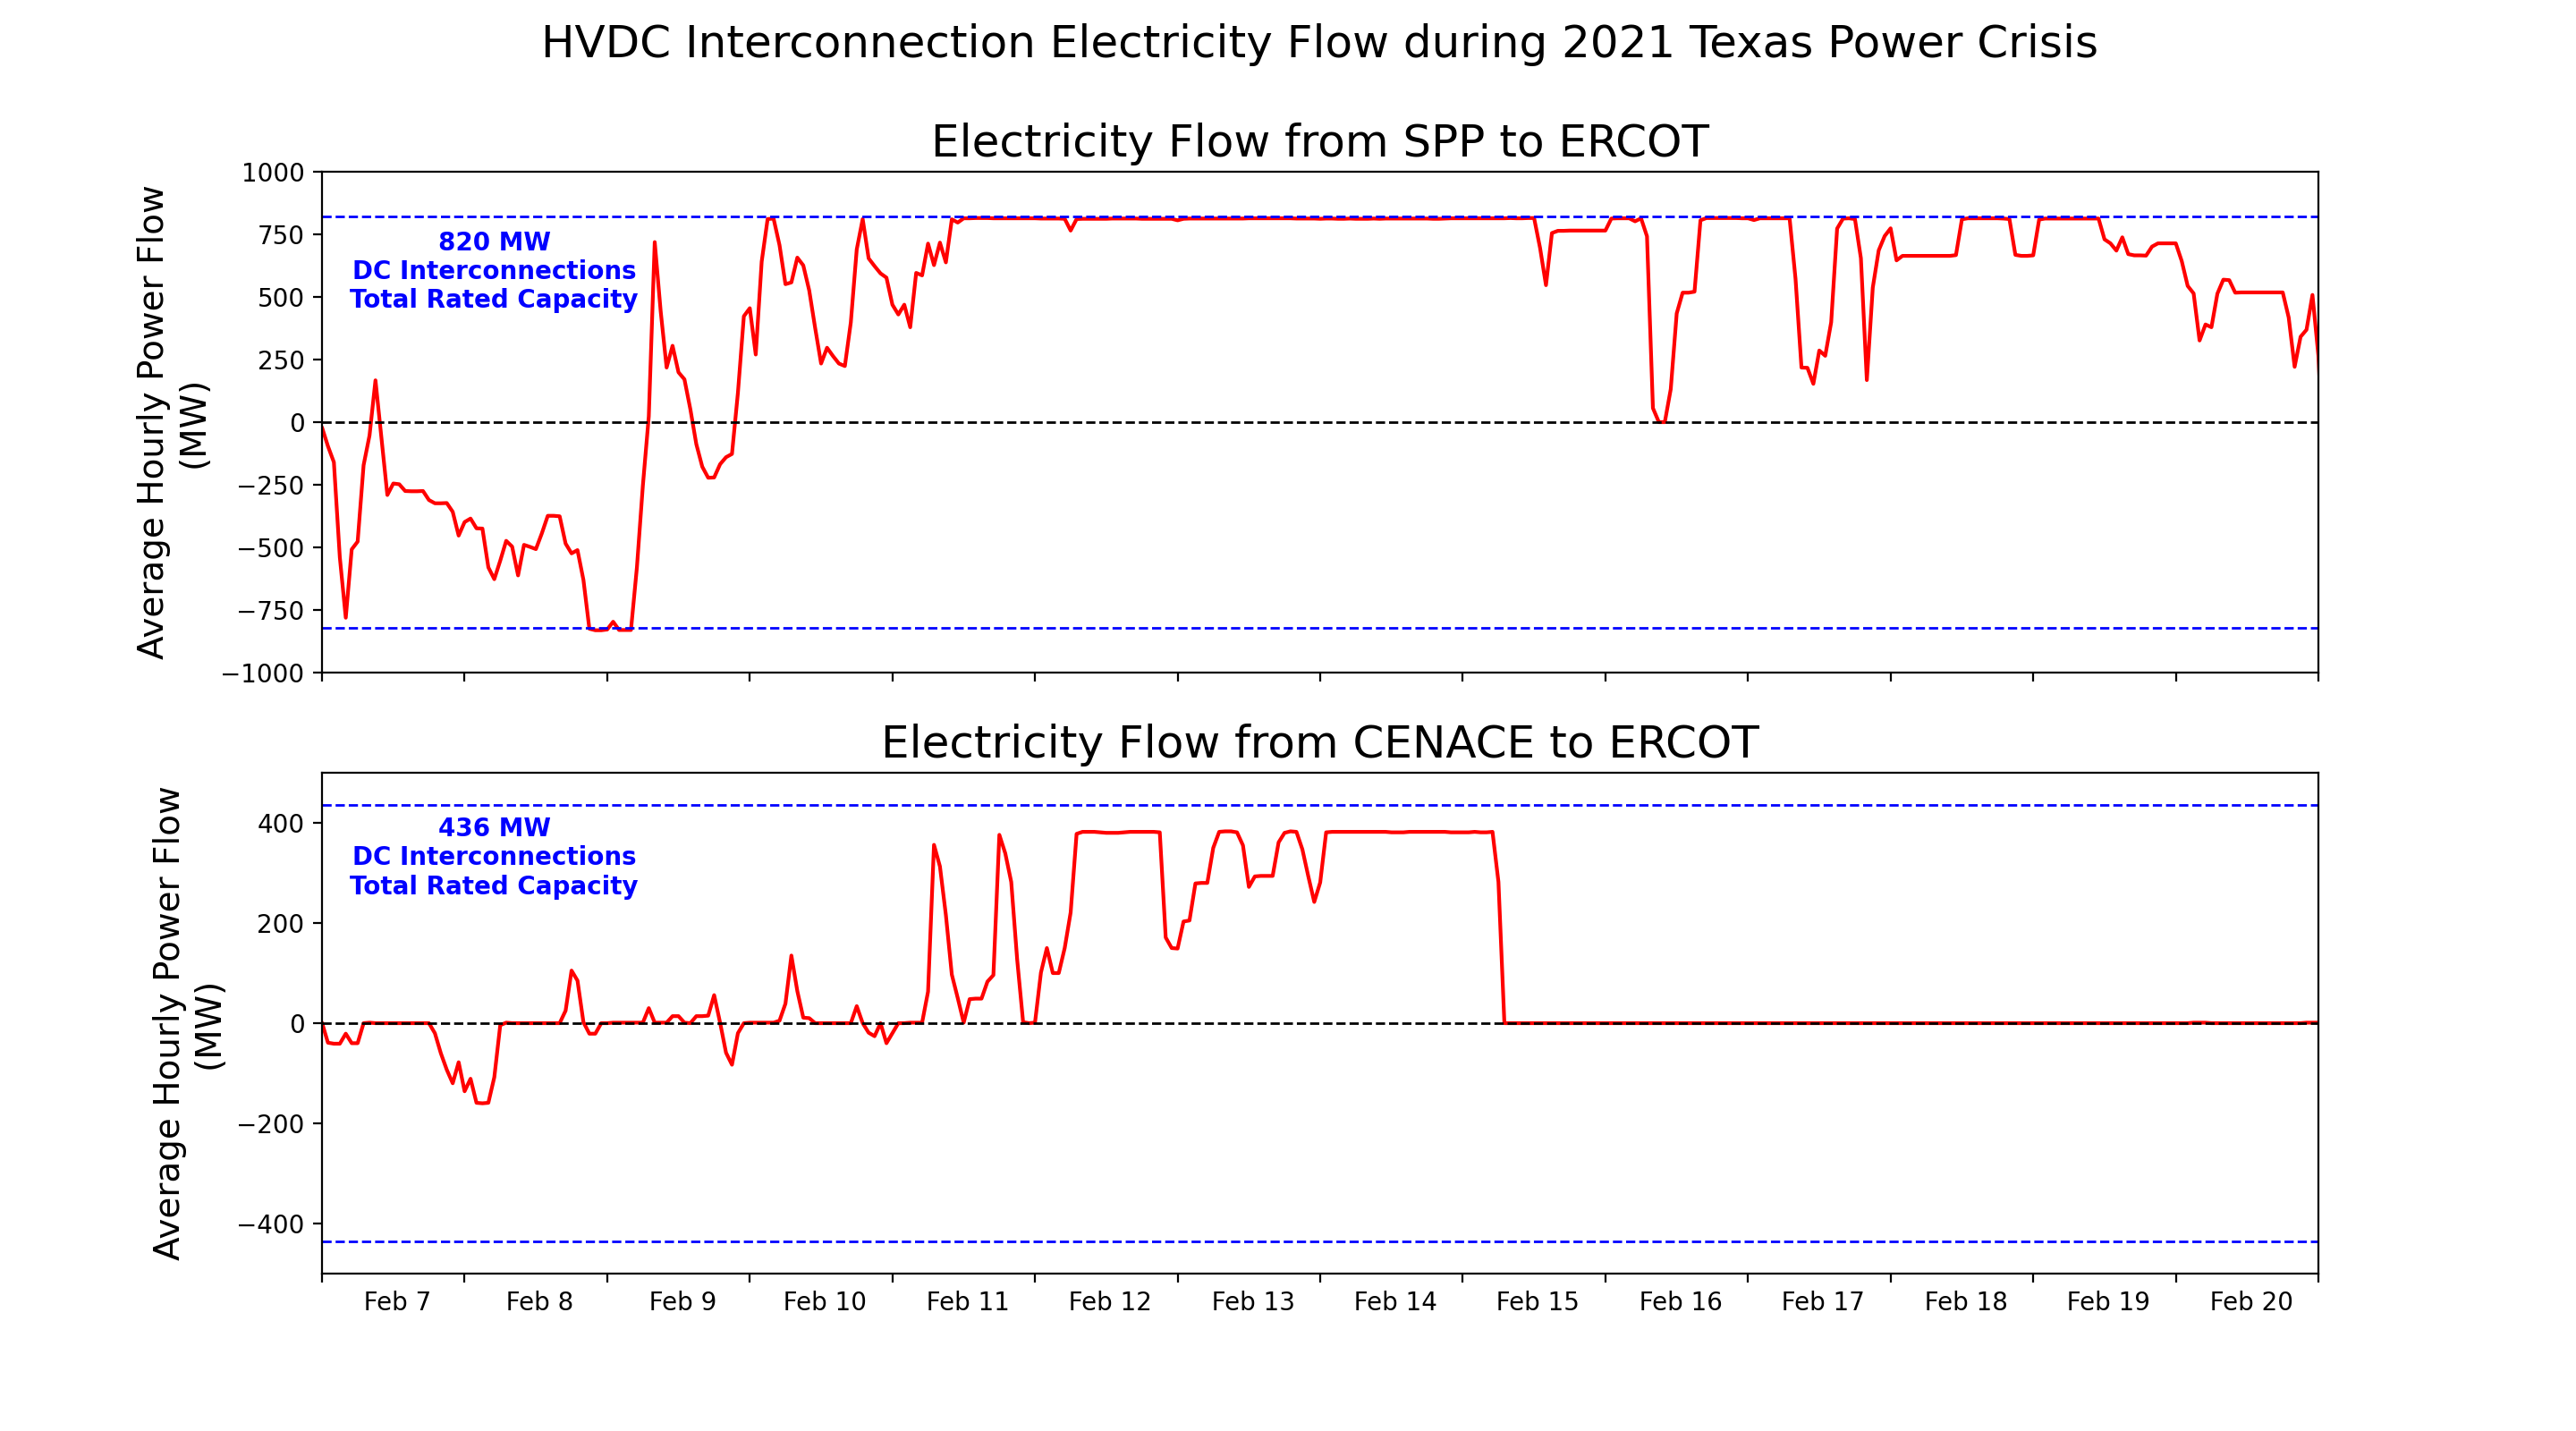 HVDC Interconnection Electricity Flow during 2021 Texas Power Crisis
Electricity Flow from SPP to ERCOT
Average Hourly Power Flow
(MW)
1000
750
500
250
0
−250
−500
−750
−1000
820 MW
DC Interconnections
Total Rated Capacity
Electricity Flow from CENACE to ERCOT
Average Hourly Power Flow
(MW)
400
200
0
−200
−400
436 MW
DC Interconnections
Total Rated Capacity
Feb 7 Feb 8 Feb 9 Feb 10 Feb 11 Feb 12 Feb 13 Feb 14 Feb 15 Feb 16 Feb 17 Feb 18 Feb 19 Feb 20